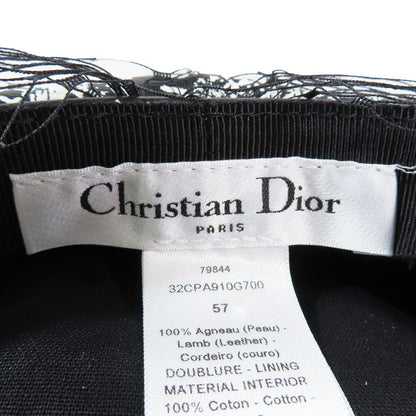 Christian Dior
PARIS
79844
32CPA910G700
57
100% Agneau (Peau) -
Lamb (Leather) -
Cordeiro (couro)
DOUBLURE - LINING
MATERIAL INTERIOR
100% Coton - Cotton -